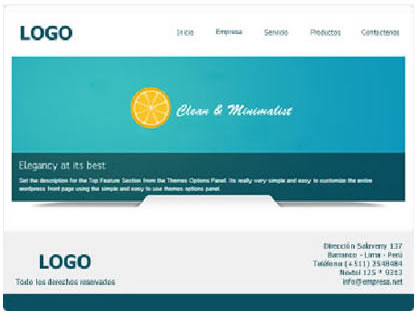 LOGO
Inicio Empresa Servicio Productos Contactenos
Clean & Minimalist
Elegancy at its best
Set the description for the Top Feature Section from the Themes Options Panel. Its really very simple and easy to customize the entire
wordpress front page using the simple and easy to use themes options panel.
LOGO
Todo los derechos reservados
Dirección Salaverry 137
Barranco - Lima - Perú
Teléfono (+511) 2548484
Nextel 125 * 9313
info@empresa.net